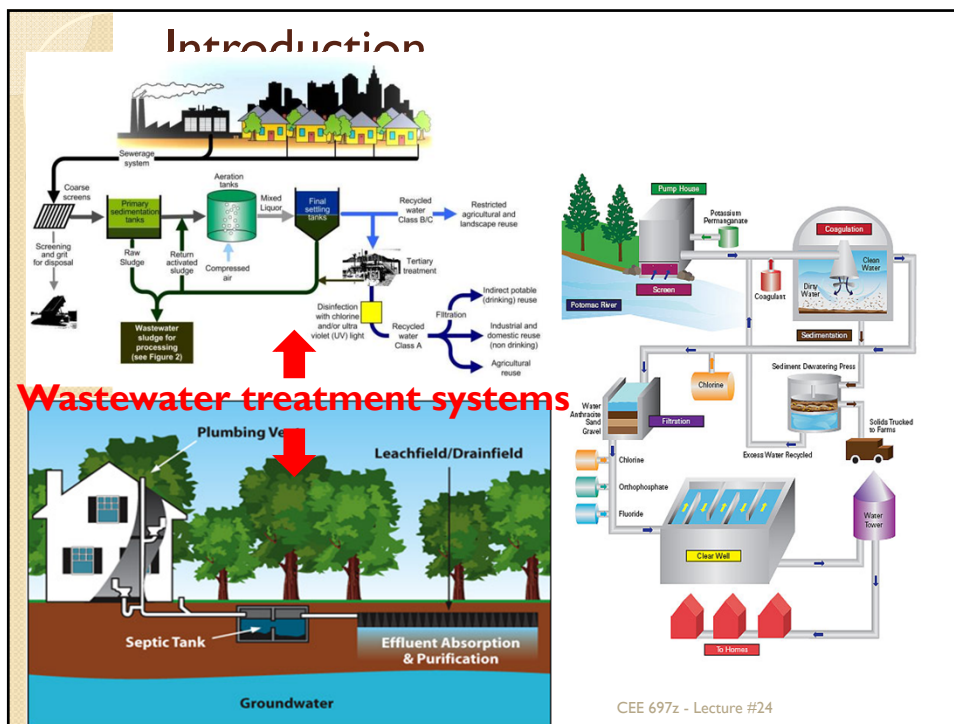 Introduction
Sewerage
system
Coarse
screens
Primary
sedimentation
tanks
Aeration
tanks
Mixed
Liquor
Final
settling
tanks
Recycled
water
Class B/C
Restricted
agricultural and
landscape reuse
Screening
and grit
for disposal
Raw
Sludge
Return
activated
sludge
Compressed
air
Tertiary
treatment
Wastewater
sludge for
processing
(see Figure 2)
Disinfection
with chlorine
and/or ultra
violet (UV) light
Recycled
water
Class A
Filtration
Indirect potable
(drinking) reuse
Industrial and
domestic reuse
(non drinking)
Agricultural
reuse
Wastewater treatment systems
Plumbing Vent
Leachfield/Drainfield
Septic Tank
Effluent Absorption
& Purification
Groundwater
Pump House
Potassium
Permanganate
Coagulation
Clean
Water
Dirty
Water
Screen
Coagulant
Potomac River
Sedimentation
Sediment Dewatering Press
Chlorine
Water
Anthracite
Sand
Gravel
Filtration
Solids Trucked
to Farms
Excess Water Recycled
Chlorine
Orthophosphate
Fluoride
Water
Tower
Clear Well
To Homes
CEE 697z - Lecture #24